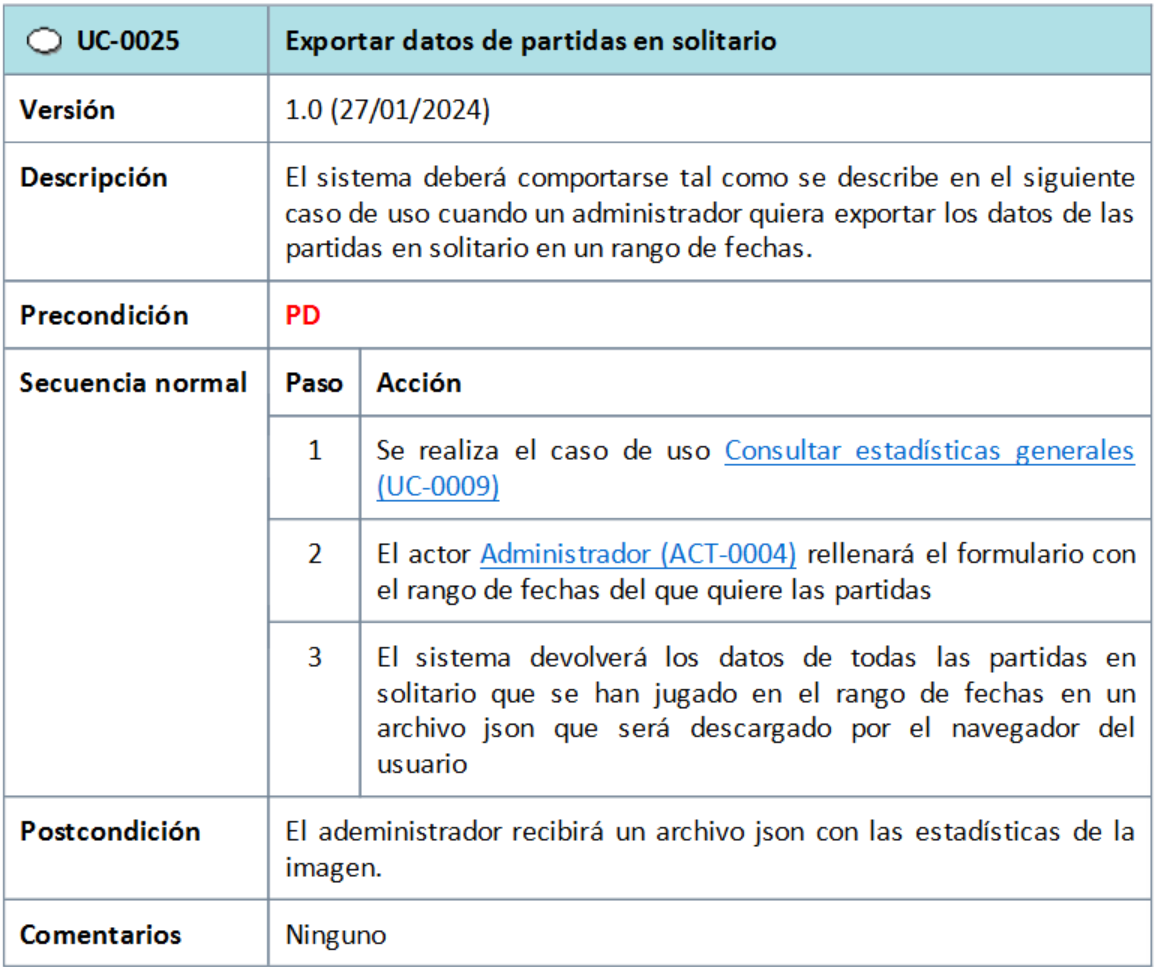 UC-0025 Exportar datos de partidas en solitario
Versión 1.0 (27/01/2024)
Descripción El sistema deberá comportarse tal como se describe en el siguiente
caso de uso cuando un administrador quiera exportar los datos de las
partidas en solitario en un rango de fechas.
Precondición PD
Secuencia normal Paso Acción
1 Se realiza el caso de uso Consultar estadísticas generales
(UC-0009)
2 El actor Administrador (ACT-0004) rellenará el formulario con
el rango de fechas del que quiere las partidas
3 El sistema devolverá los datos de todas las partidas en
solitario que se han jugado en el rango de fechas en un
archivo json que será descargado por el navegador del
usuario
Postcondición El adeministrador recibirá un archivo json con las estadísticas de la
imagen.
Comentarios Ninguno